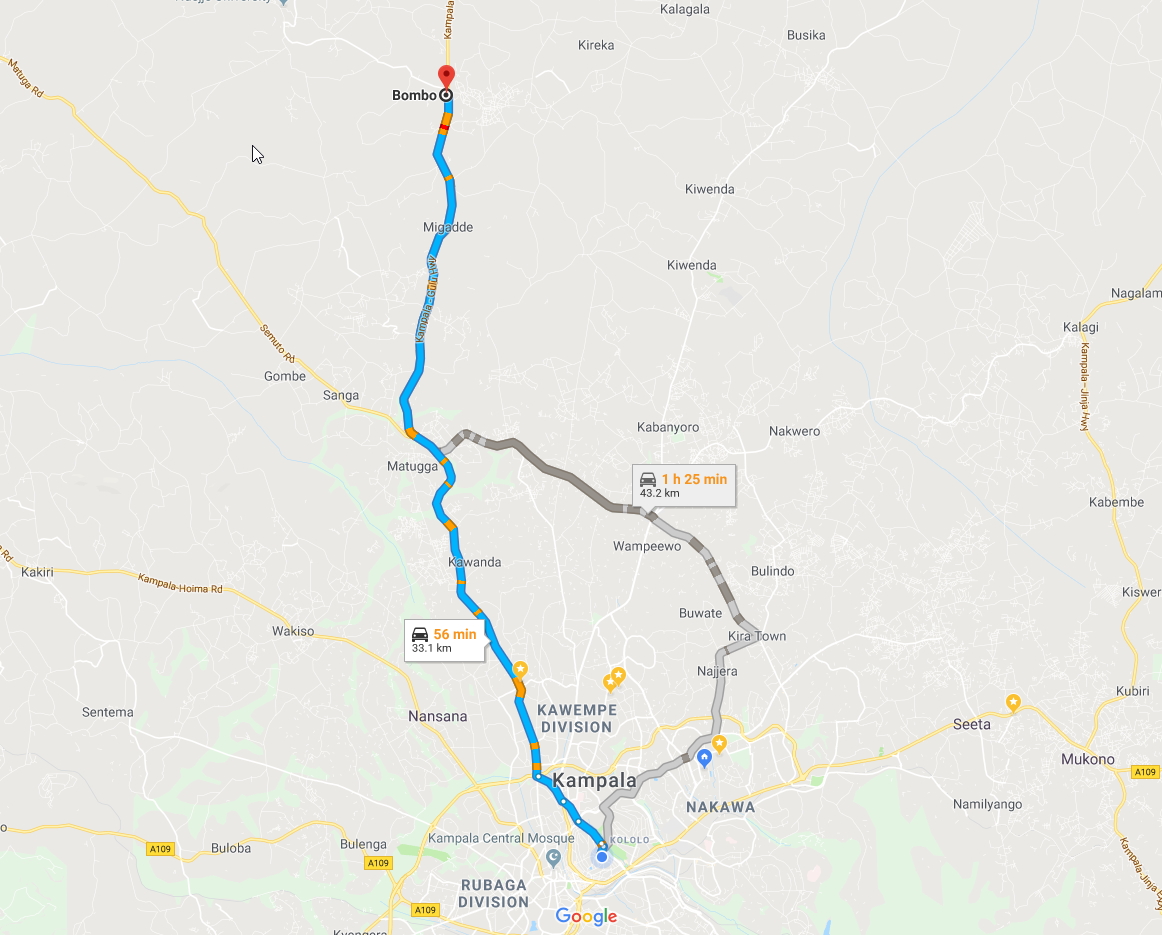 Kampala
Kalagala
Busika
Kireka
Matuga Rd
Bombo
Kiwenda
Migadde
Kiwenda
Kampala - Gulu Hwy
Nagalam
Kalagi
Kampala - Jinja Hwy
Semuto Rd
Gombe
Sanga
Kabanyoro
Nakwero
Matugga
1 h 25 min
43.2 km
Kabembe
Wampeewo
Rd
Kakiri
Kampala-Hoima Rd
Kawanda
Bulindo
Kiswer
Buwate
Wakiso
56 min
33.1 km
Kira Town
Najjera
Kubiri
Sentema
Nansana
KAWEMPE
DIVISION
Seeta
Mukono
A109
Kampala
NAKAWA
Namilyango
o
A109
Buloba
Bulenga
A109
Kampala Central Mosque
KOLOLO
Kampala-Jinja Expy
RUBAGA
DIVISION
A109
Google